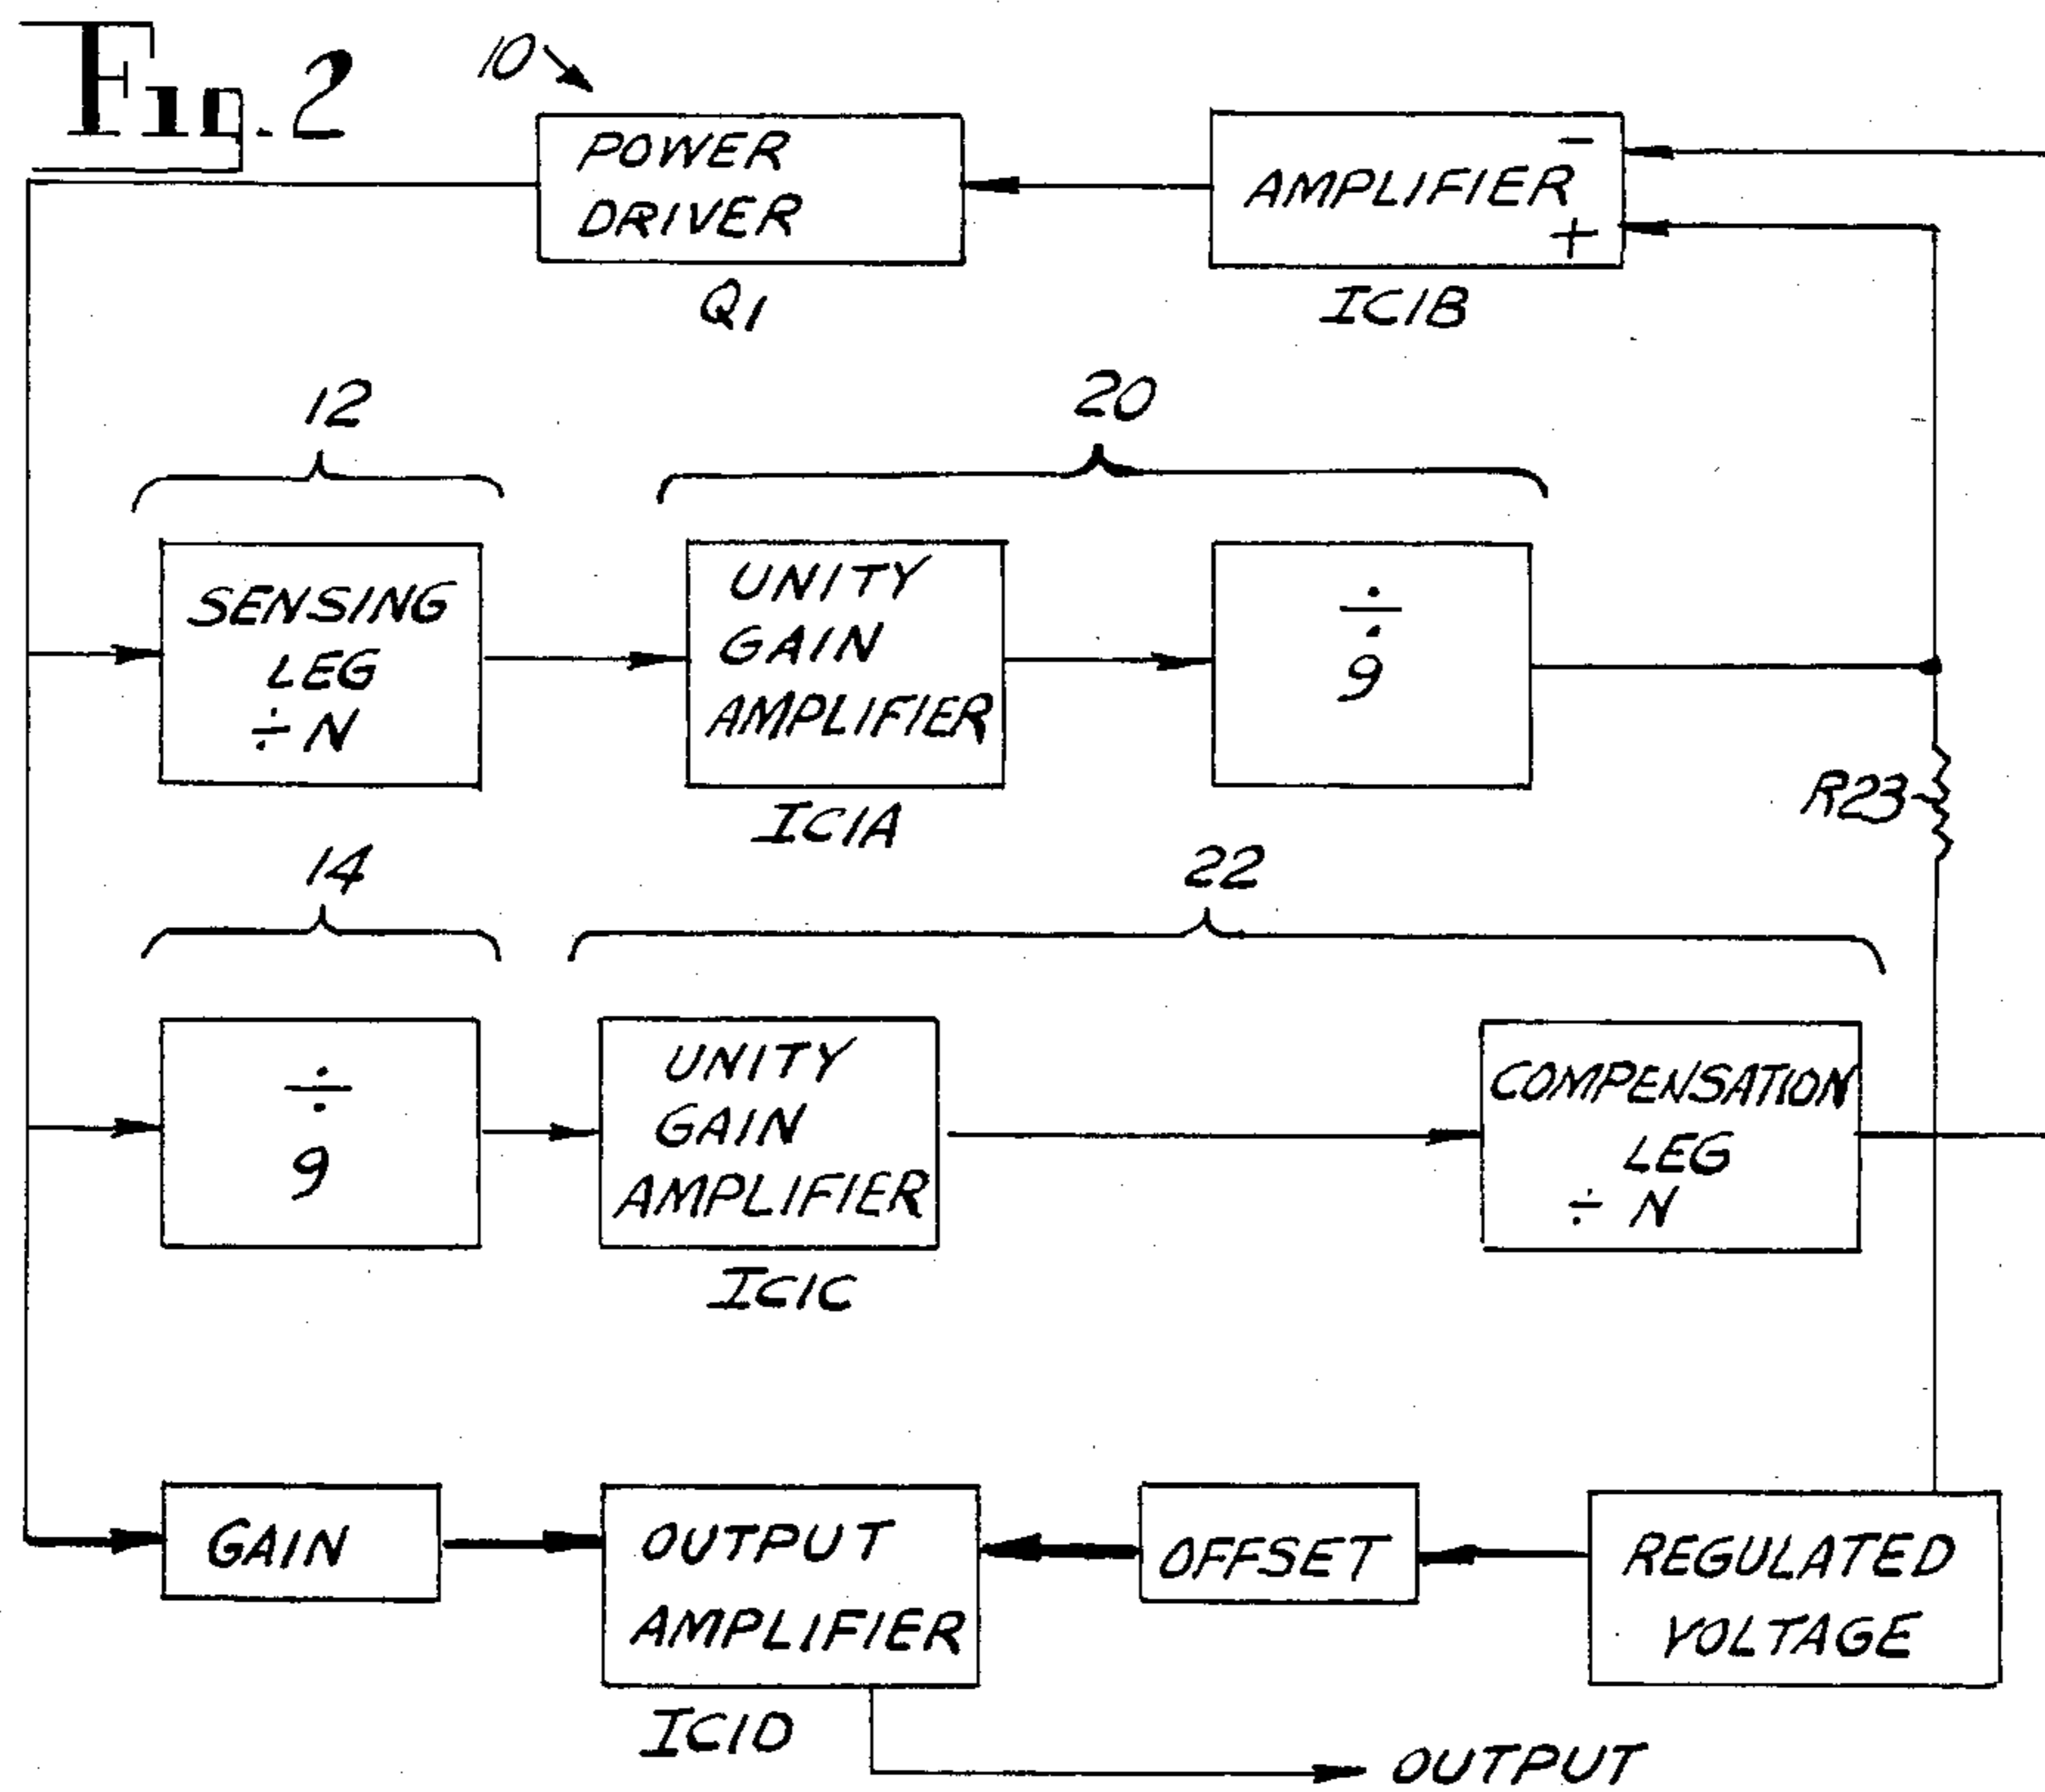 Fig. 2
10
POWER
DRIVER
Q1
-
AMPLIFIER
+
IC1B
12
20
SENSING
LEG
÷ N
UNITY
GAIN
AMPLIFIER
IC1A
÷
9
R23
14
22
÷
9
UNITY
GAIN
AMPLIFIER
IC1C
COMPENSATION
LEG
÷ N
GAIN
OUTPUT
AMPLIFIER
IC1D
OFFSET
REGULATED
VOLTAGE
OUTPUT